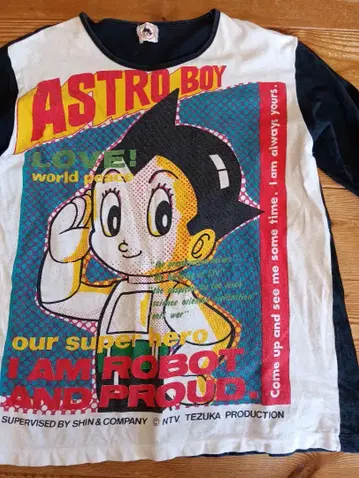 ASTRO BOY
LOVE!
world peace
our super hero
I AM ROBOT
AND PROUD.
Come up and see me some time. I am always yours.
SUPERVISED BY SHIN & COMPANY © NTV, TEZUKA PRODUCTION